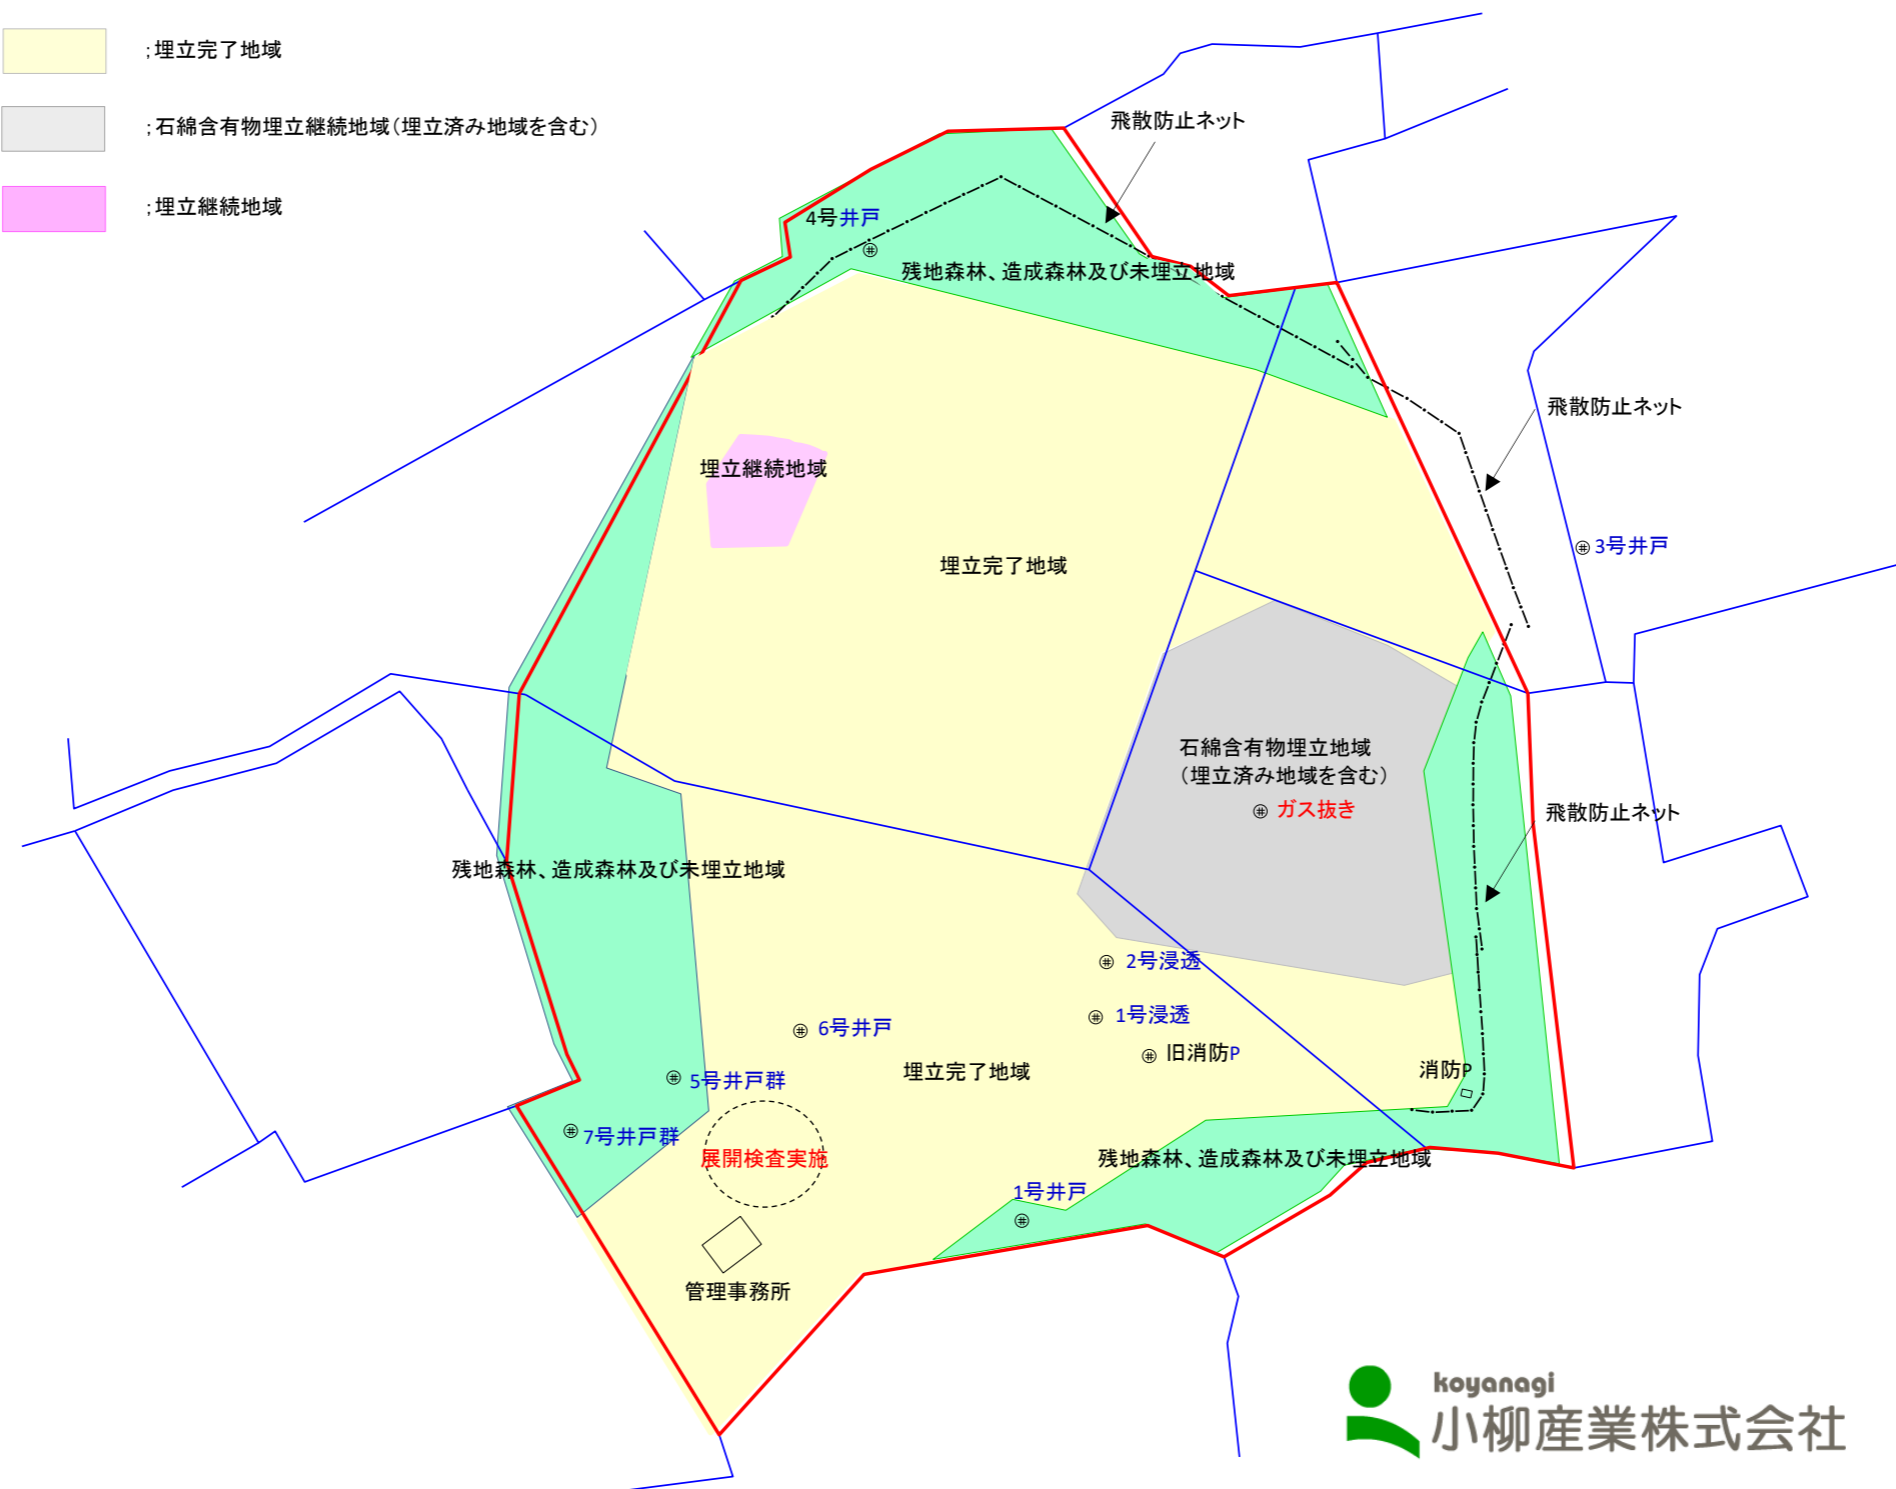 ;埋立完了地域
;石綿含有物埋立継続地域(埋立済み地域を含む)
;埋立継続地域
飛散防止ネット
4号井戸
残地森林、造成森林及び未埋立地域
飛散防止ネット
埋立継続地域
3号井戸
埋立完了地域
石綿含有物埋立地域
(埋立済み地域を含む)
ガス抜き
飛散防止ネット
残地森林、造成森林及び未埋立地域
2号浸透
1号浸透
6号井戸
旧消防P
埋立完了地域
消防P
5号井戸群
7号井戸群
展開検査実施
残地森林、造成森林及び未埋立地域
1号井戸
管理事務所
koyanagi
小柳産業株式会社